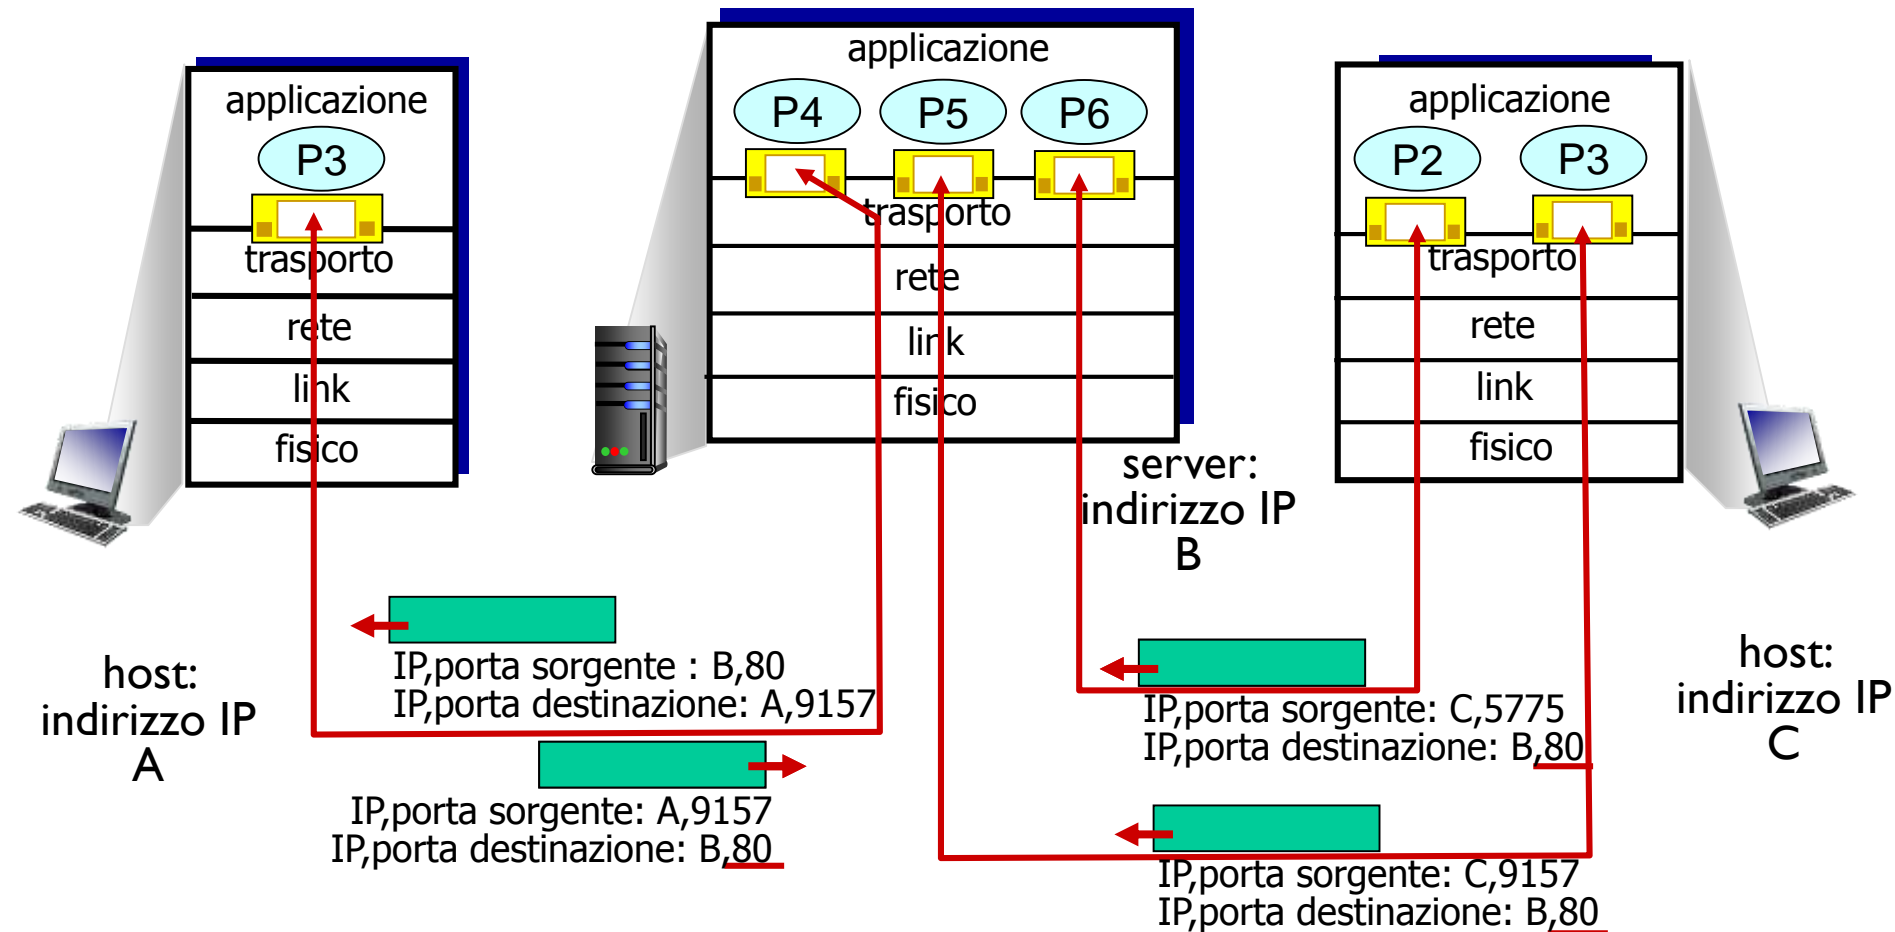 applicazione
P3
trasporto
rete
link
fisico
host:
indirizzo IP
A
applicazione
P4
P5
P6
trasporto
rete
link
fisico
server:
indirizzo IP
B
applicazione
P2
P3
trasporto
rete
link
fisico
host:
indirizzo IP
C
IP,porta sorgente : B,80
IP,porta destinazione: A,9157
IP,porta sorgente: A,9157
IP,porta destinazione: B,80
IP,porta sorgente: C,5775
IP,porta destinazione: B,80
IP,porta sorgente: C,9157
IP,porta destinazione: B,80